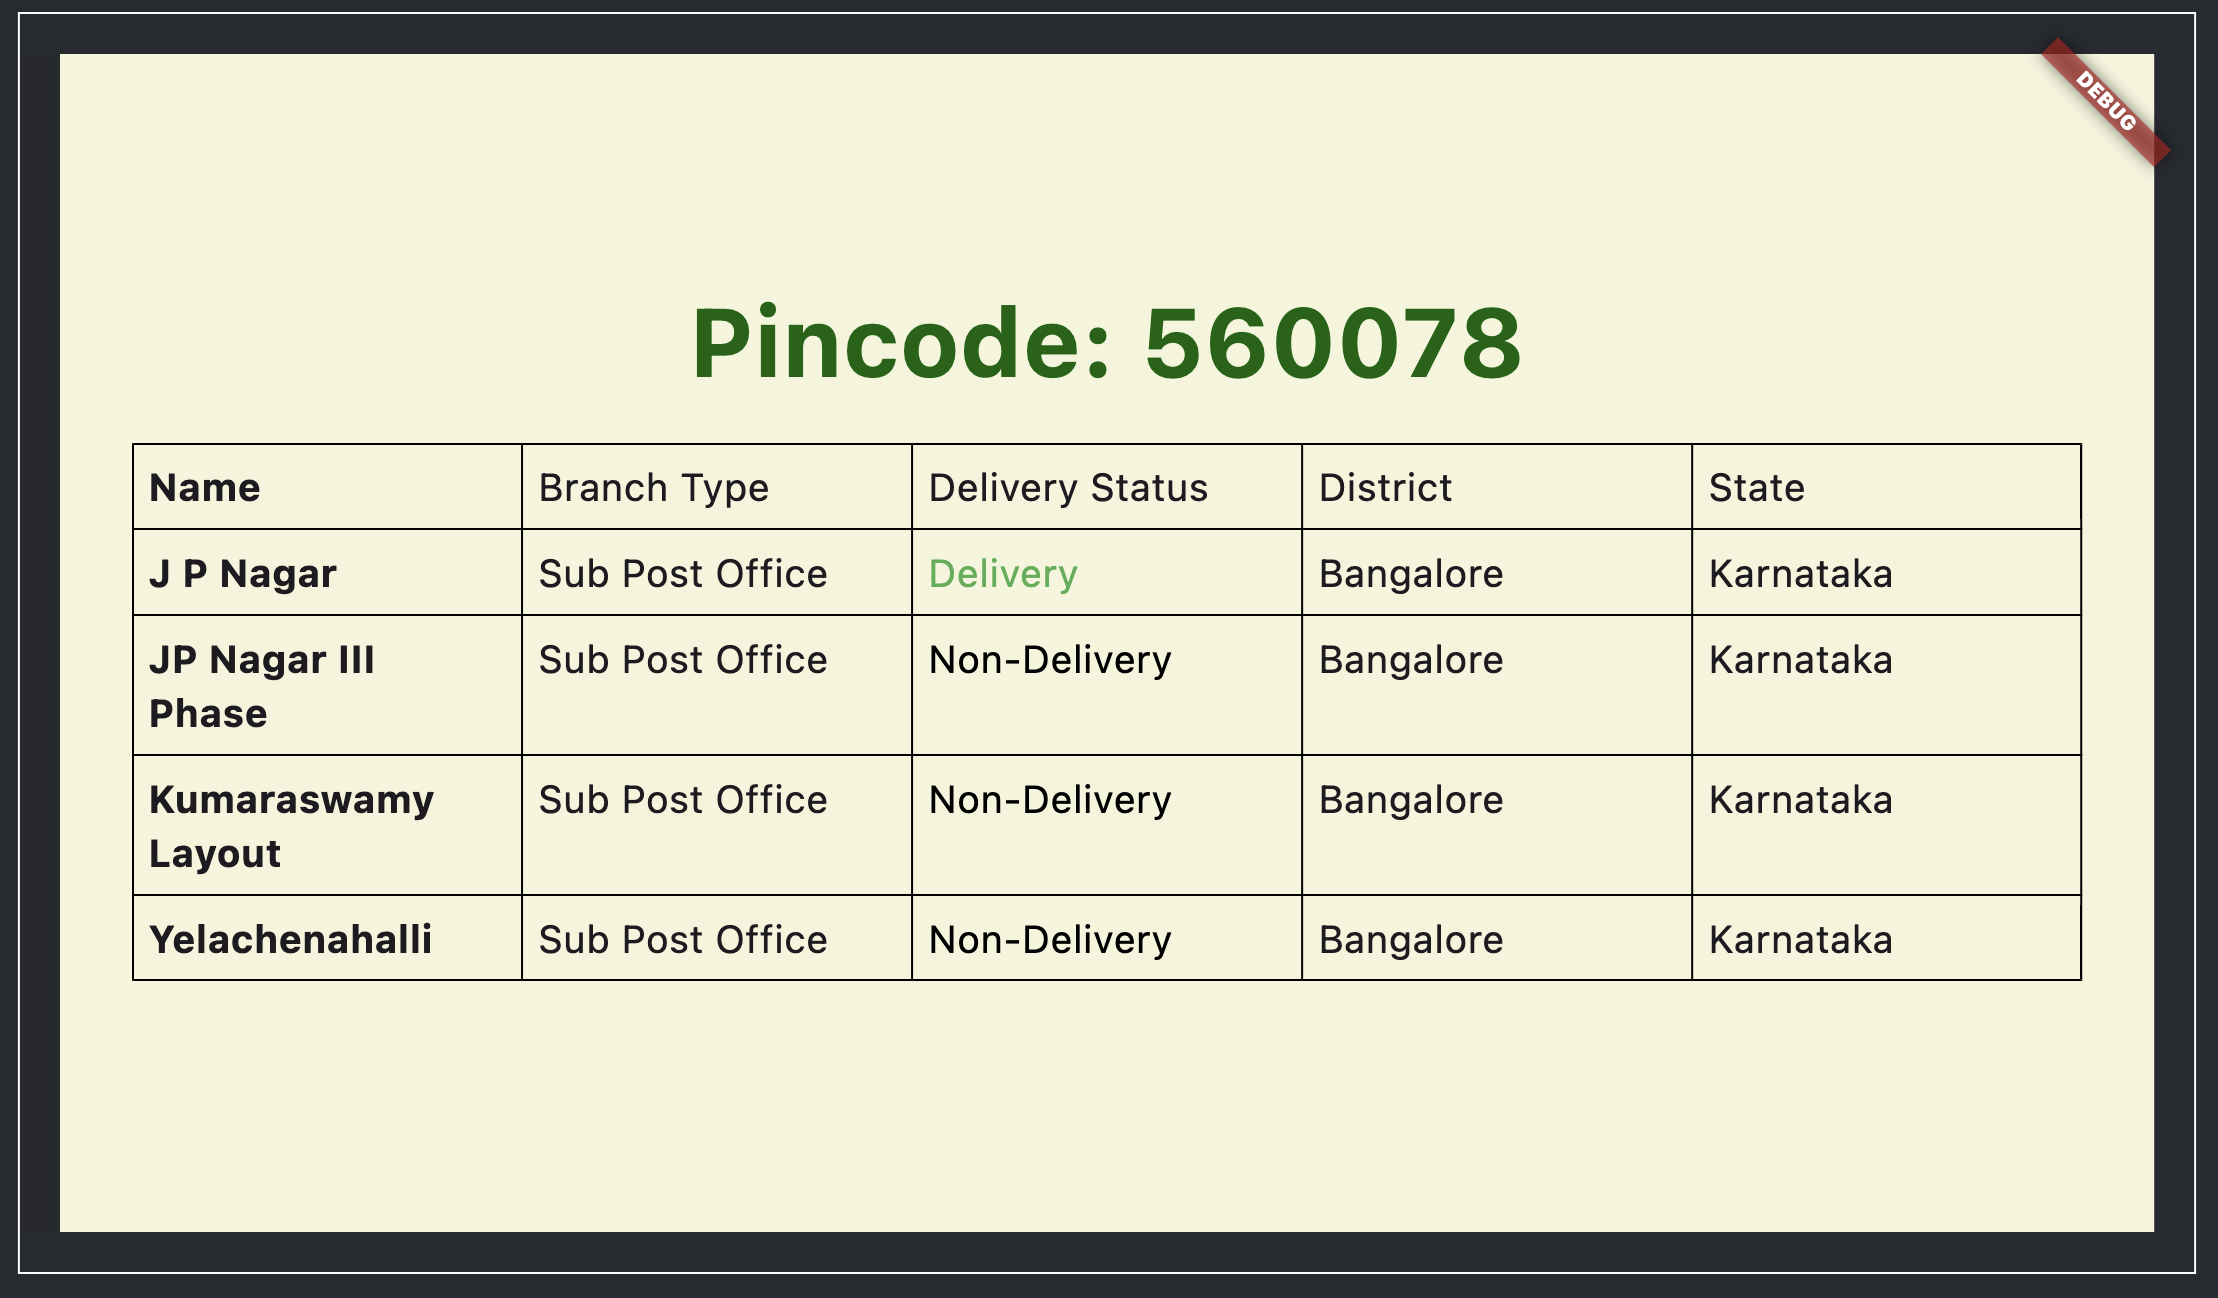 DEBUG
Pincode: 560078
Name Branch Type Delivery Status District State
J P Nagar Sub Post Office Delivery Bangalore Karnataka
JP Nagar III Sub Post Office Non-Delivery Bangalore Karnataka
Phase
Kumaraswamy Sub Post Office Non-Delivery Bangalore Karnataka
Layout
Yelachenahalli Sub Post Office Non-Delivery Bangalore Karnataka